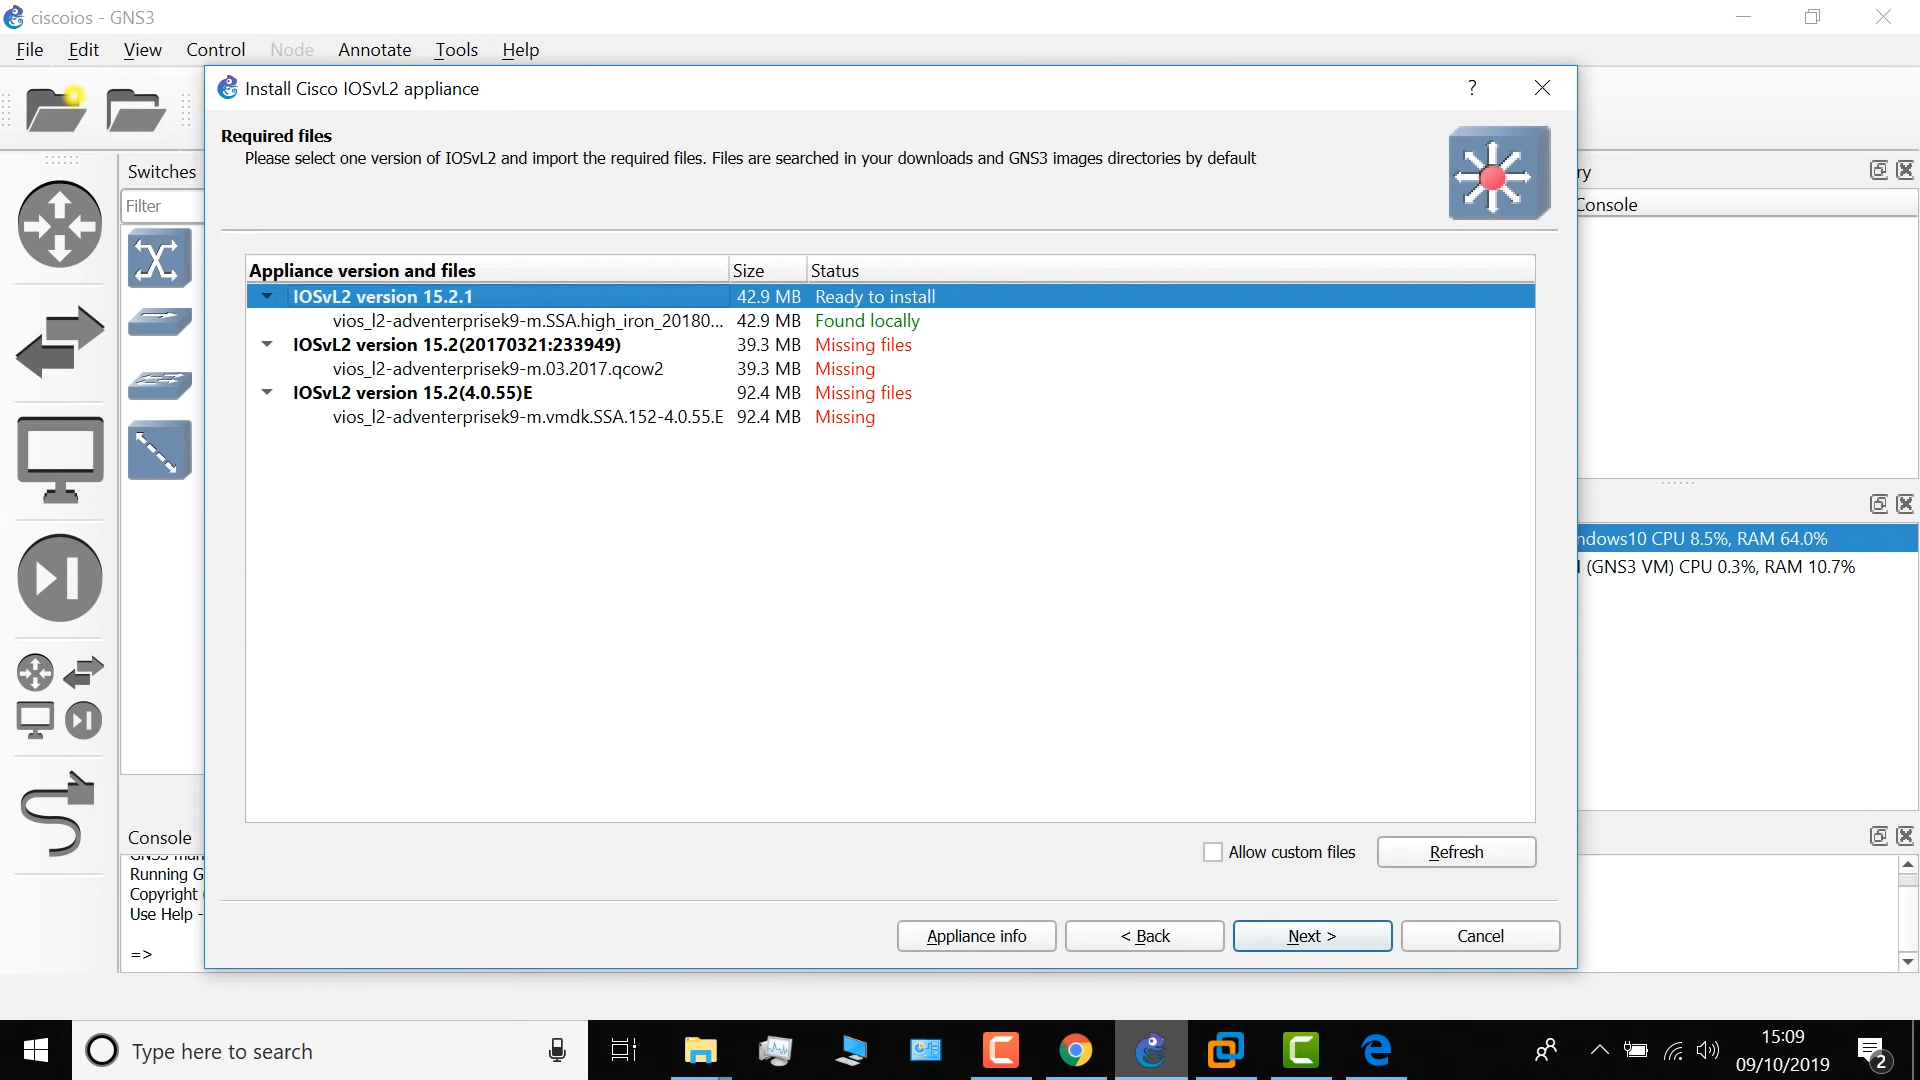 ciscoios - GNS3
File Edit View Control Node Annotate Tools Help
Install Cisco IOSvL2 appliance
?
Required files
Please select one version of IOSvL2 and import the required files. Files are searched in your downloads and GNS3 images directories by default
Switches
Filter
ry
Console
Appliance version and files Size Status
IOSvL2 version 15.2.1 42.9 MB Ready to install
vios_l2-adventerprisek9-m.SSA.high_iron_20180... 42.9 MB Found locally
IOSvL2 version 15.2(20170321:233949) 39.3 MB Missing files
vios_l2-adventerprisek9-m.03.2017.qcow2 39.3 MB Missing
IOSvL2 version 15.2(4.0.55)E 92.4 MB Missing files
vios_l2-adventerprisek9-m.vmdk.SSA.152-4.0.55.E 92.4 MB Missing
ndows10 CPU 8.5%, RAM 64.0%
(GNS3 VM) CPU 0.3%, RAM 10.7%
Allow custom files Refresh
Console
Running G
Copyright
Use Help -
=>
Appliance info < Back Next > Cancel
Type here to search
15:09
09/10/2019
2